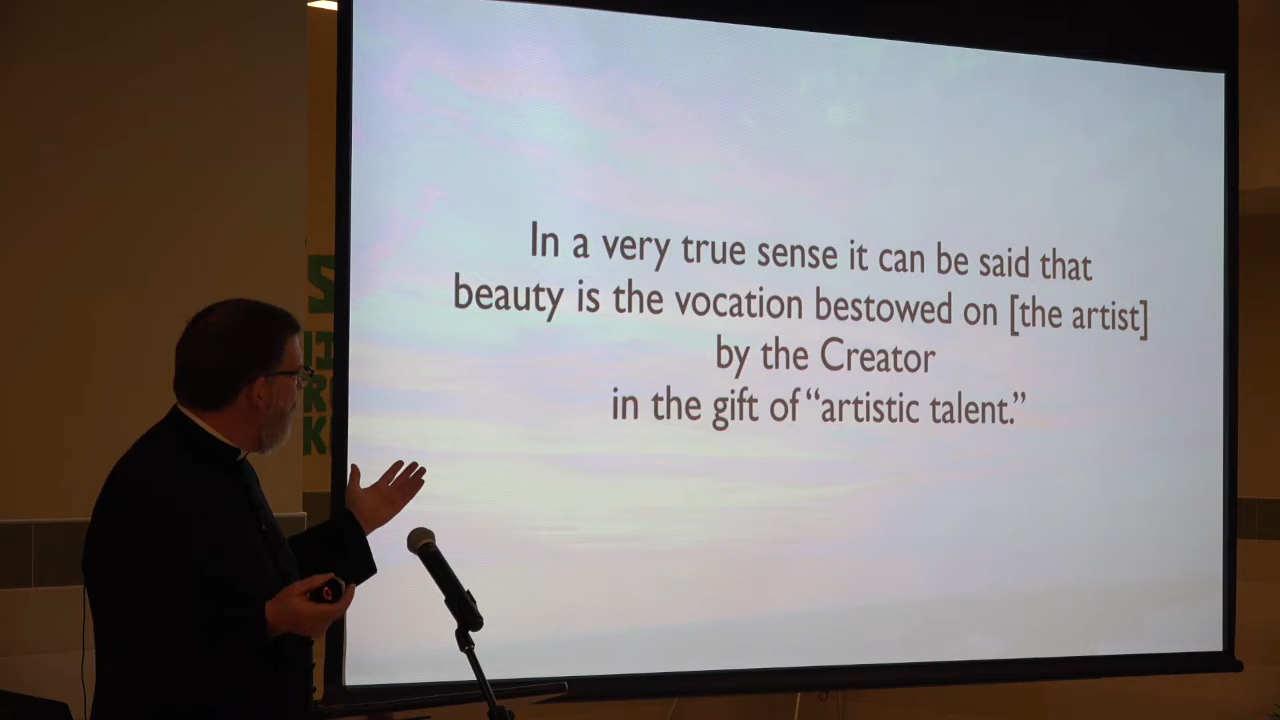 In a very true sense it can be said that
beauty is the vocation bestowed on [the artist]
by the Creator
in the gift of “artistic talent.”